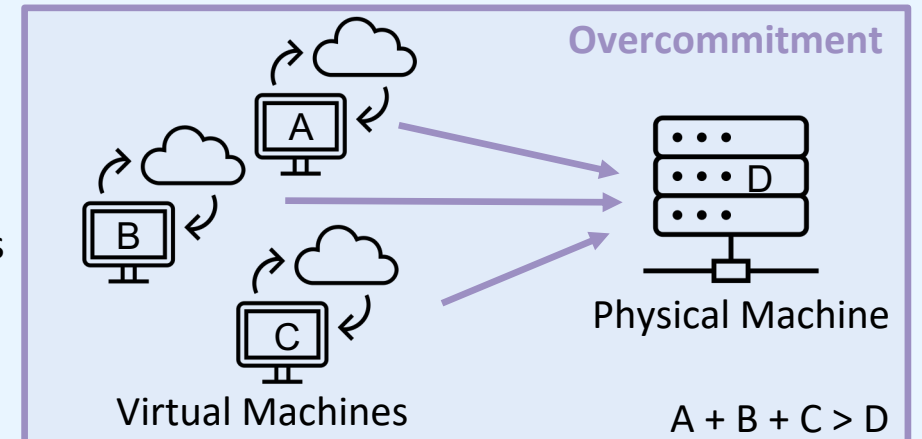 Overcommitment
A
B
C
D
s
Physical Machine
Virtual Machines
A + B + C > D